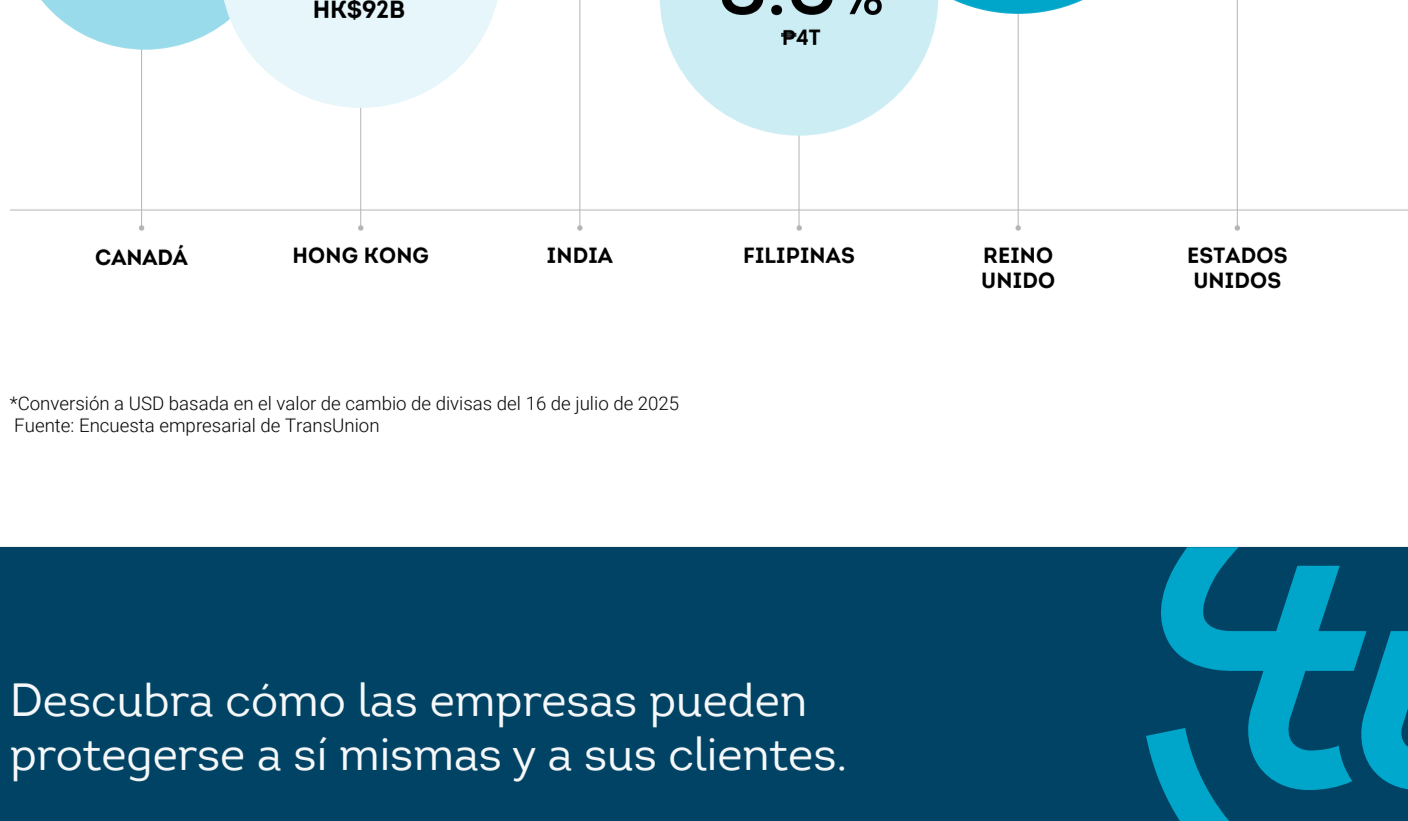 HK$92B
₱4T
CANADÁ
HONG KONG
INDIA
FILIPINAS
REINO
UNIDO
ESTADOS
UNIDOS
*Conversión a USD basada en el valor de cambio de divisas del 16 de julio de 2025
Fuente: Encuesta empresarial de TransUnion
Descubra cómo las empresas pueden
protegerse a sí mismas y a sus clientes.
tu